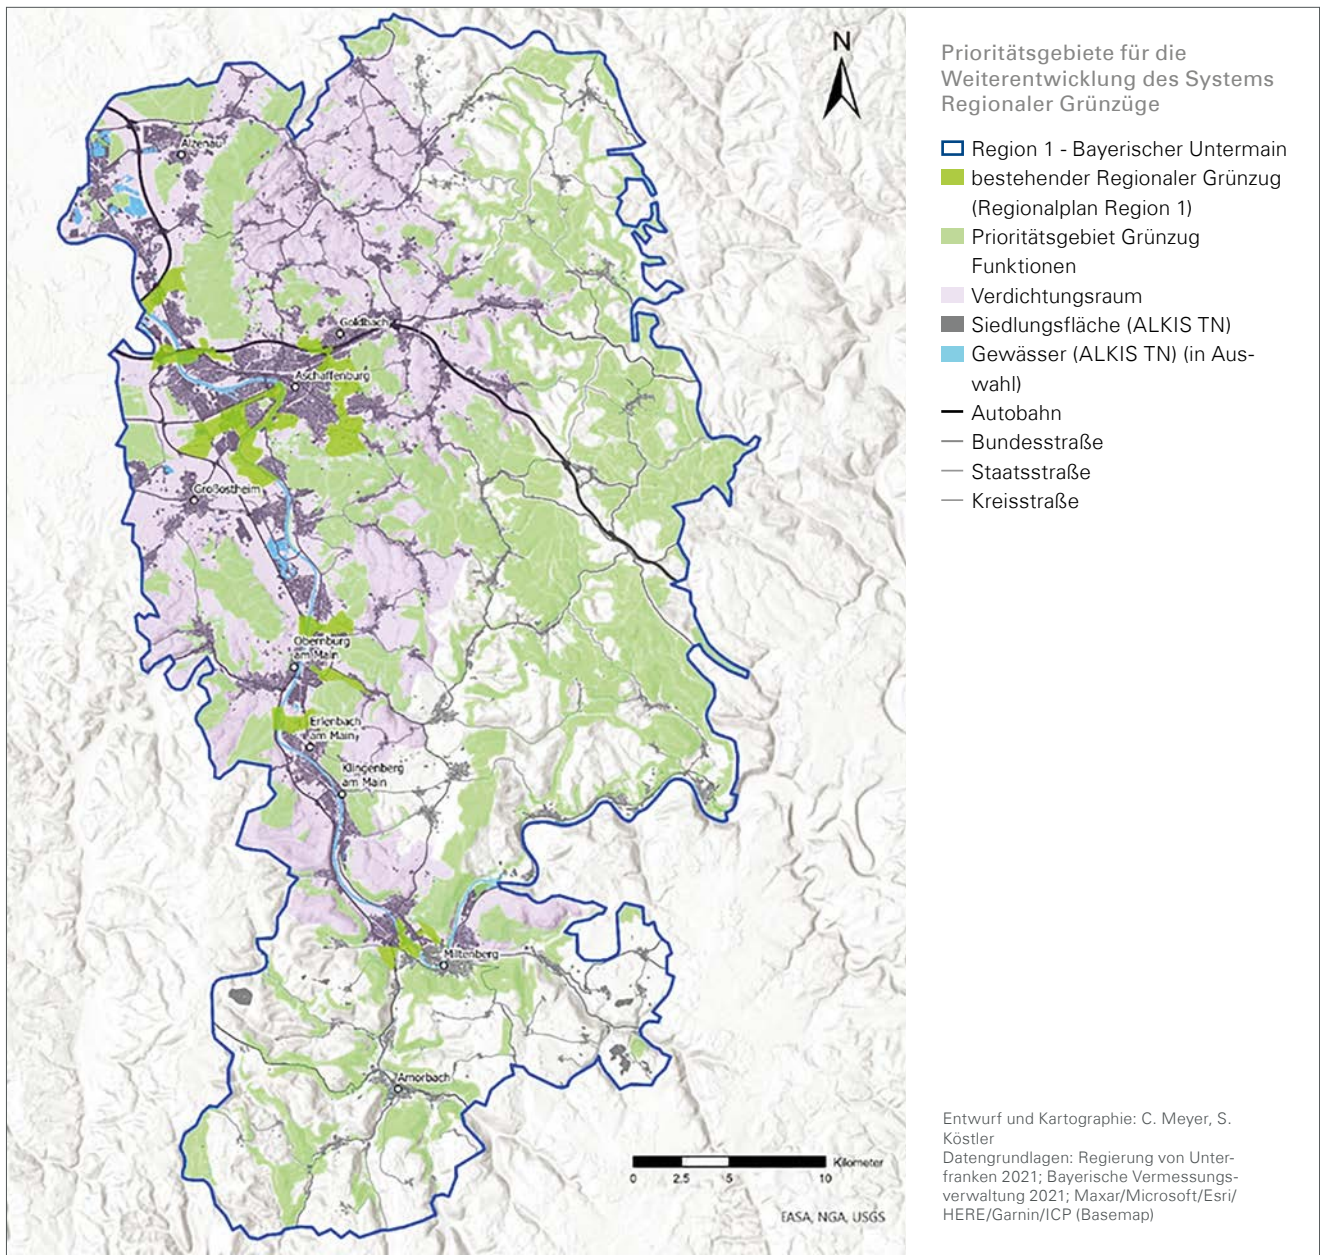 N
Alzenau
Goldbach
Aschaffenburg
Großostheim
Obernburg
am Main
Erlenbach
am Main
Klingenberg
am Main
Miltenberg
Amorbach
Kilometer
0 2.5 5 10
EASA, NGA, USGS
Prioritätsgebiete für die
Weiterentwicklung des Systems
Regionaler Grünzüge
Region 1 - Bayerischer Untermain
bestehender Regionaler Grünzug
(Regionalplan Region 1)
Prioritätsgebiet Grünzug
Funktionen
Verdichtungsraum
Siedlungsfläche (ALKIS TN)
Gewässer (ALKIS TN) (in Aus-
wahl)
Autobahn
Bundesstraße
Staatsstraße
Kreisstraße
Entwurf und Kartographie: C. Meyer, S.
Köstler
Datengrundlagen: Regierung von Unter-
franken 2021; Bayerische Vermessungs-
verwaltung 2021; Maxar/Microsoft/Esri/
HERE/Garnin/ICP (Basemap)